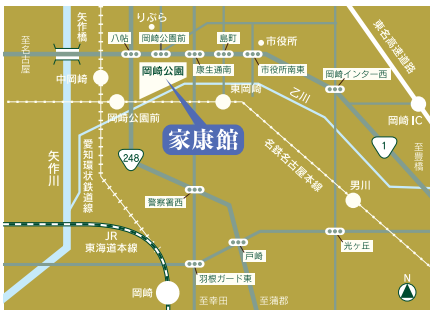 矢作橋
至名古屋
りぶら
八帖
岡崎公園前
島町
市役所
康生通南
市役所南東
東名高速道路
岡崎インター西
中岡崎
岡崎公園
東岡崎
乙川
岡崎IC
岡崎公園前
家康館
愛知環状鉄道線
矢作川
248
1
至豊橋
名鉄名古屋本線
男川
警察署西
JR
東海道本線
戸崎
光ヶ丘
羽根ガード東
岡崎
至幸田
至蒲郡
N